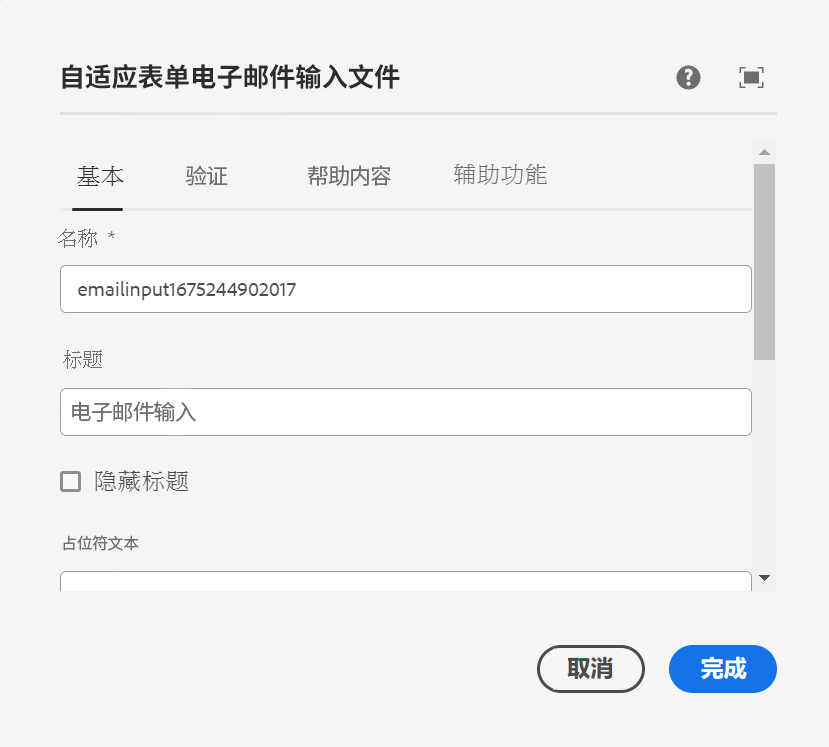 自适应表单电子邮件输入文件
基本 验证 帮助内容 辅助功能
名称 *
emailinput1675244902017
标题
电子邮件输入
隐藏标题
占位符文本
取消 完成